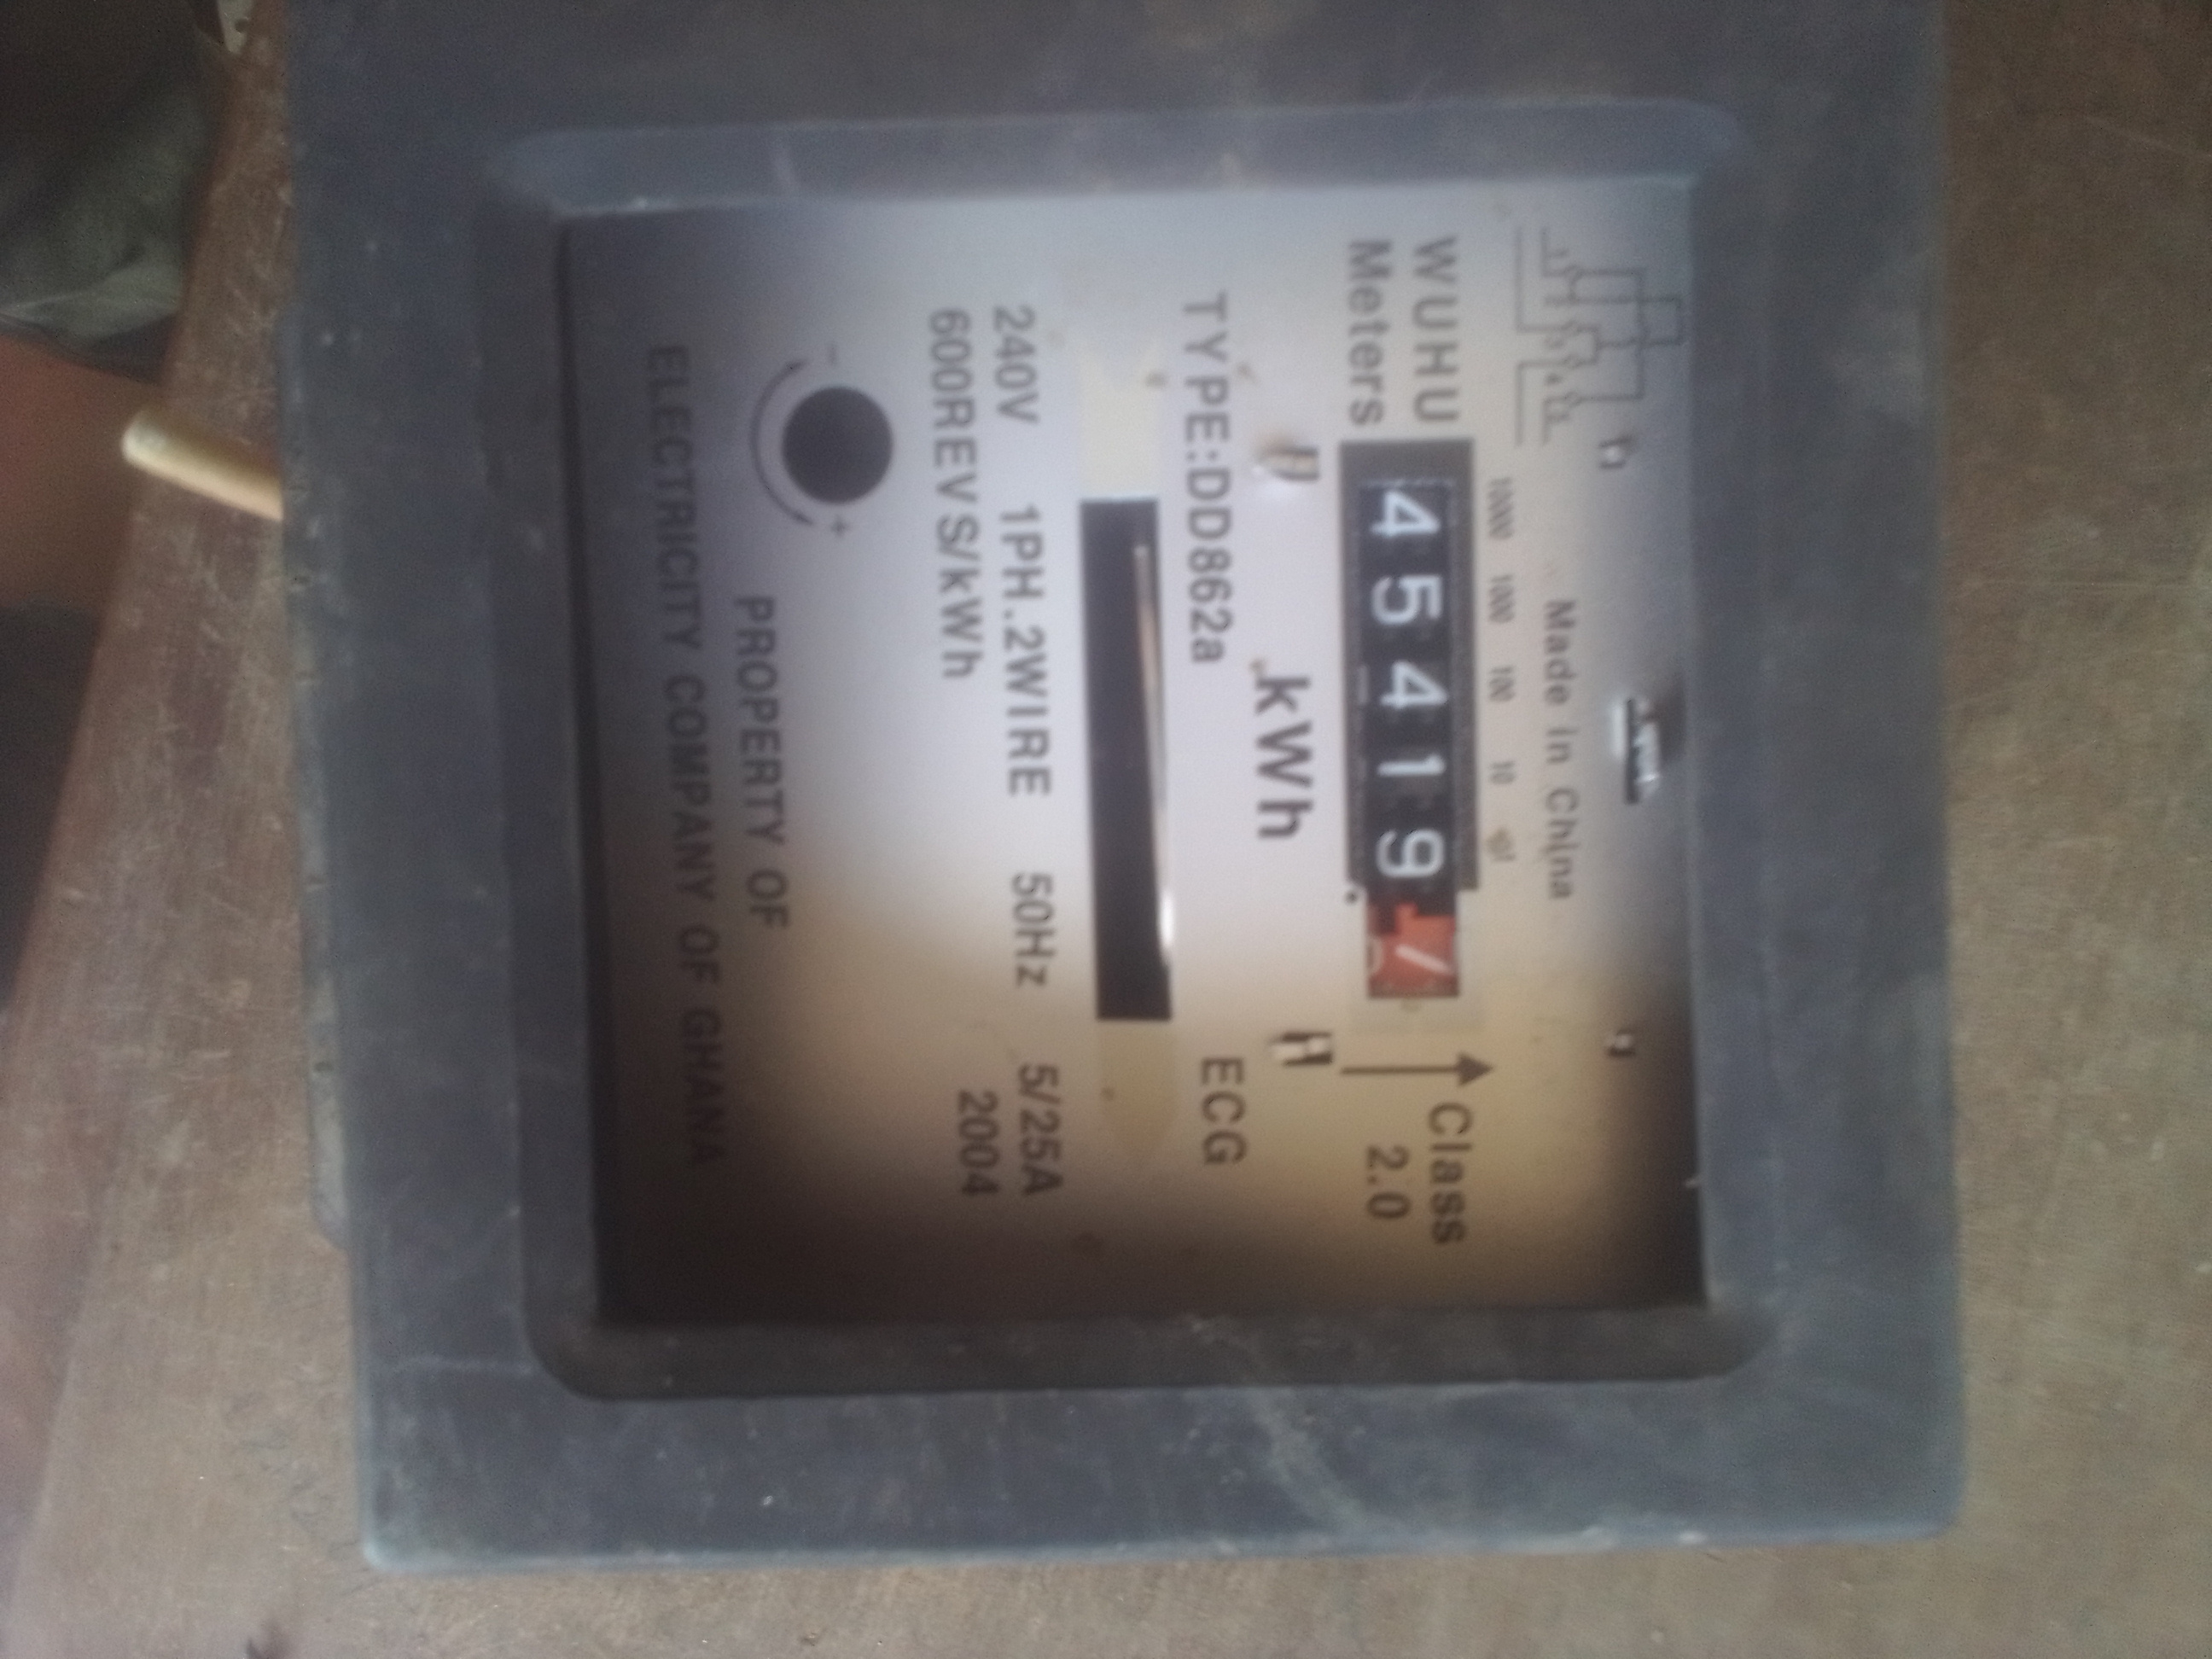 Made in China
10000 1000 100 10
WUHU
Meters
45419
Class
2.0
kWh
TYPE:DD862a
ECG
240V 1PH.2WIRE 50Hz 5/25A
600REVS/kWh
2004
- +
PROPERTY OF
ELECTRICITY COMPANY OF GHANA